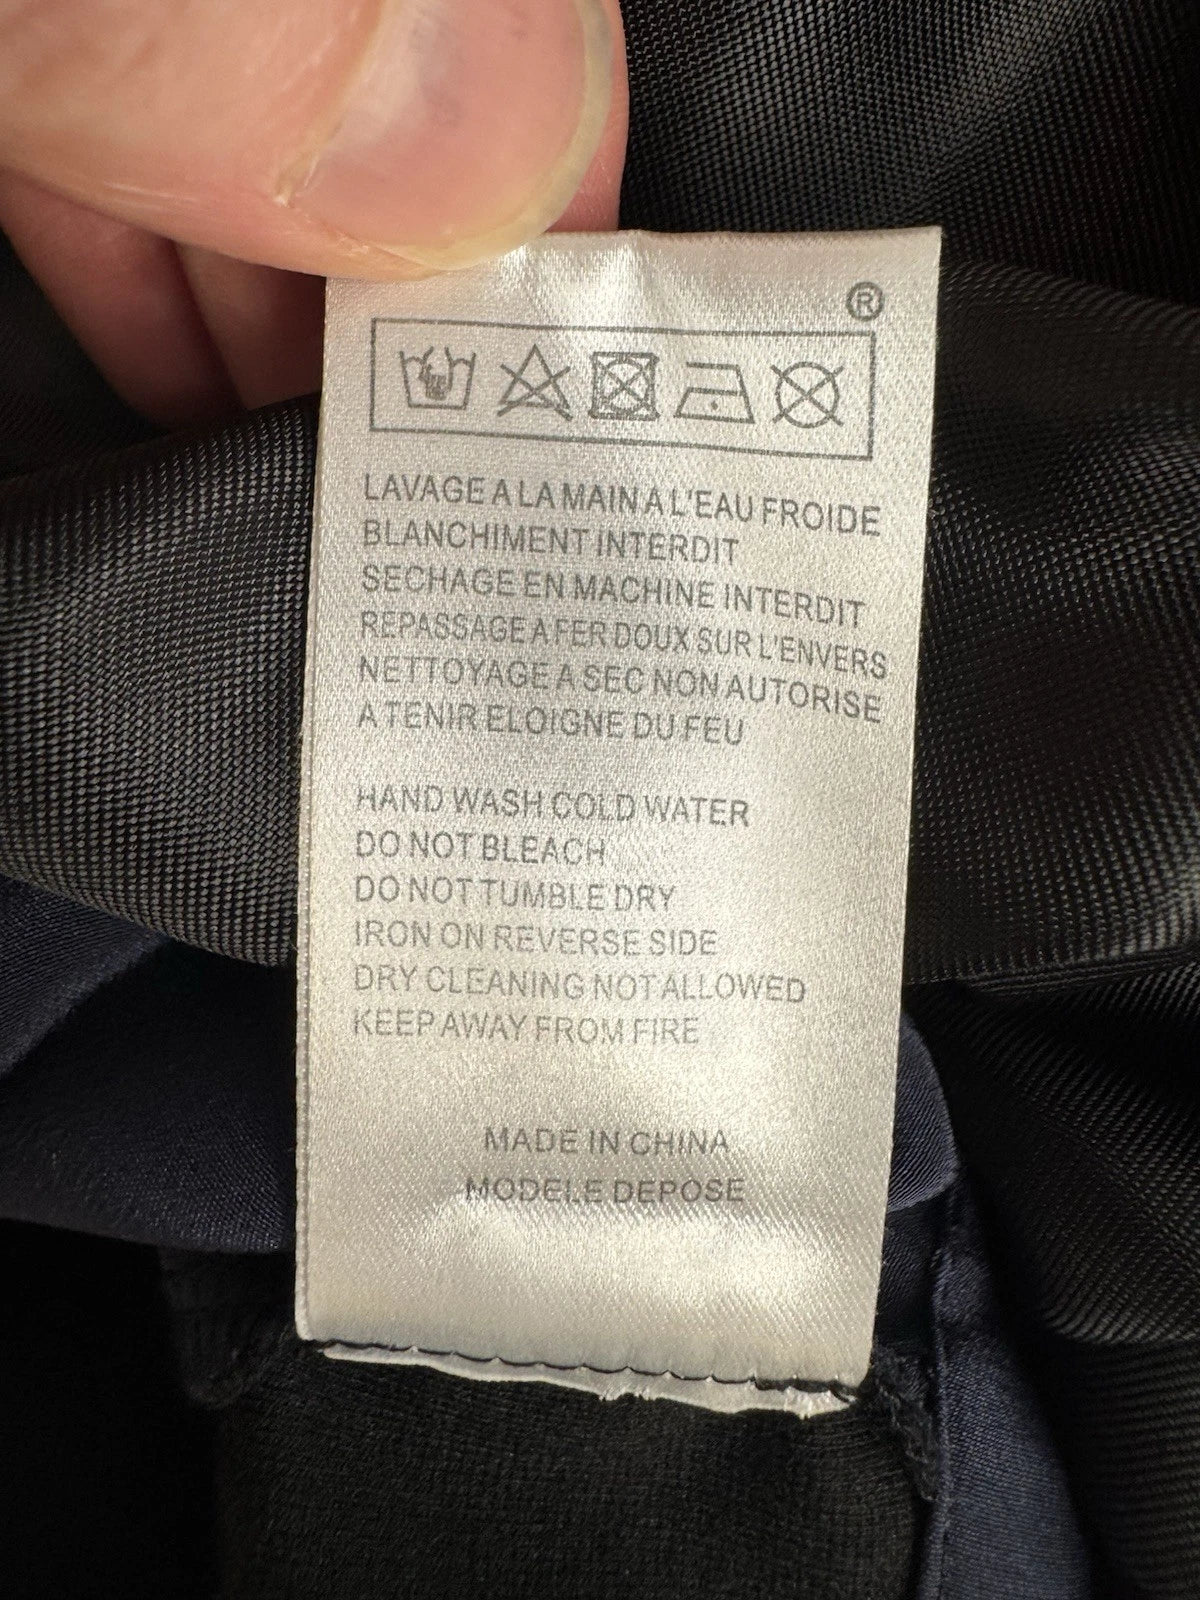 ®
LAVAGE A LA MAIN A L'EAU FROIDE
BLANCHIMENT INTERDIT
SECHAGE EN MACHINE INTERDIT
REPASSAGE A FER DOUX SUR L'ENVERS
NETTOYAGE A SEC NON AUTORISE
A TENIR ELOIGNE DU FEU
HAND WASH COLD WATER
DO NOT BLEACH
DO NOT TUMBLE DRY
IRON ON REVERSE SIDE
DRY CLEANING NOT ALLOWED
KEEP AWAY FROM FIRE
MADE IN CHINA
MODELE DEPOSE